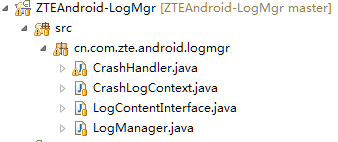 ZTEAndroid-LogMgr [ZTEAndroid-LogMgr master]
src
cn.com.zte.android.logmgr
CrashHandler.java
CrashLogContext.java
LogContentInterface.java
LogManager.java